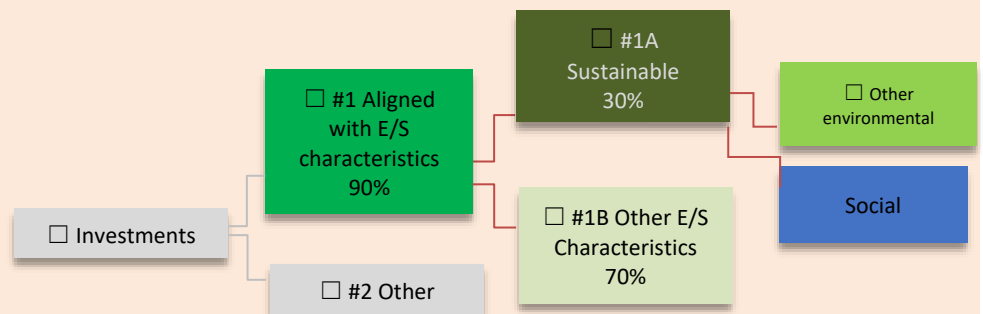 ☐ #1A
Sustainable
30%
☐ Other
environmental
☐ #1 Aligned
with E/S
characteristics
90%
Social
☐ #1B Other E/S
Characteristics
70%
☐ Investments
☐ #2 Other